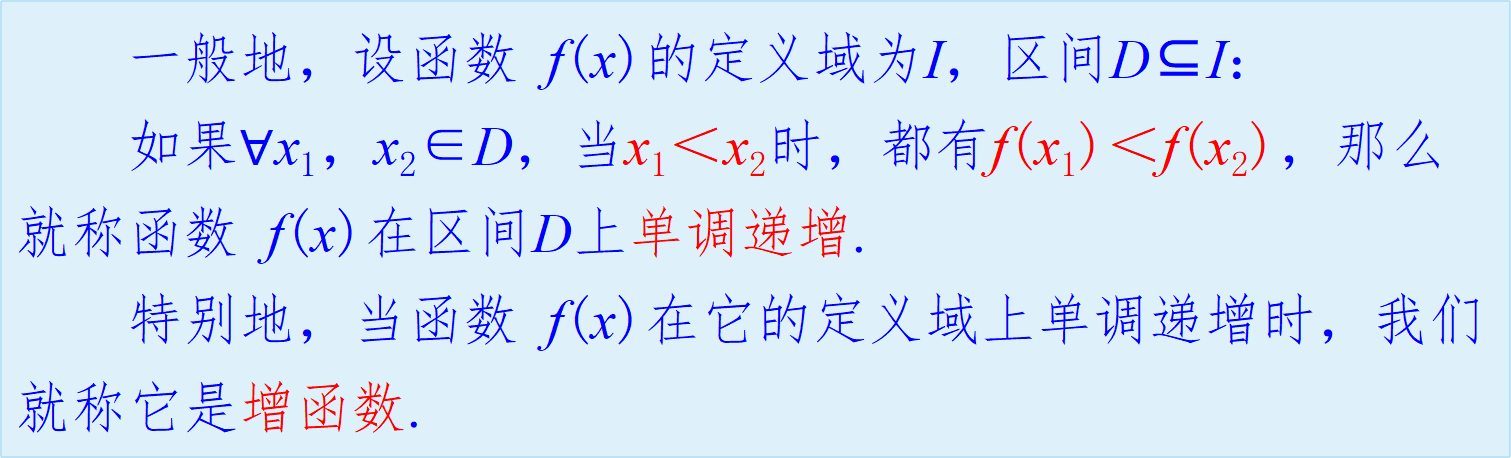 一般地，设函数 f(x)的定义域为I，区间D⊆I：
如果∀x₁，x₂∈D，当x₁＜x₂时，都有f(x₁)＜f(x₂)，那么
就称函数 f(x)在区间D上单调递增.
特别地，当函数 f(x)在它的定义域上单调递增时，我们
就称它是增函数.